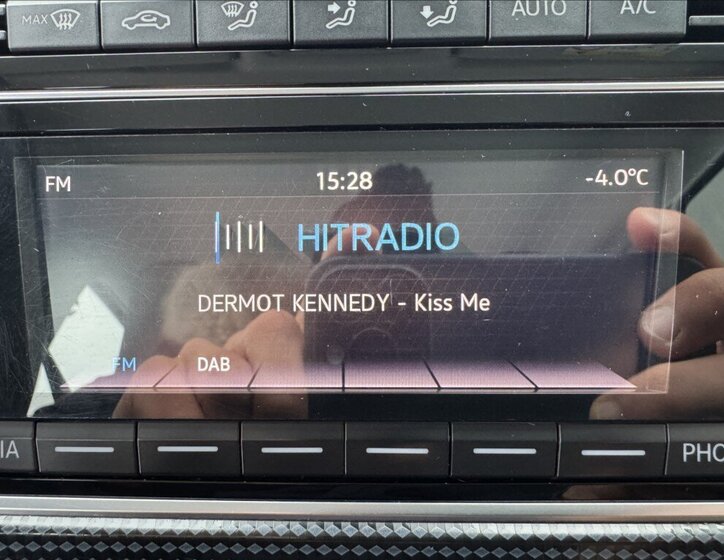 MAX
AUTO
A/C
FM 15:28 -4.0°C
HITRADIO
DERMOT KENNEDY - Kiss Me
FM DAB
IA PHO